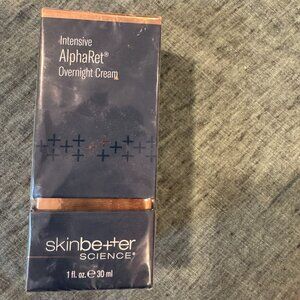 Intensive
AlphaRet®
Overnight Cream
skinbetter
SCIENCE®
1 fl. oz. ℮ 30 ml